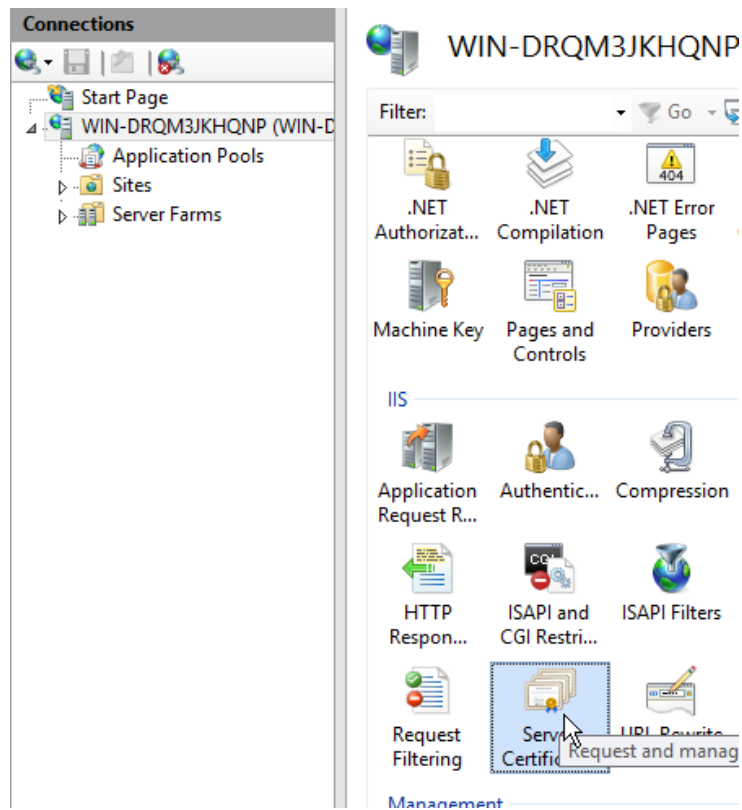 Connections
WIN-DRQM3JKHQNP
Start Page
Filter:
Go
WIN-DRQM3JKHQNP (WIN-D
Application Pools
Sites
Server Farms
404
.NET
Authorizat...
.NET
Compilation
.NET Error
Pages
Machine Key
Pages and
Controls
Providers
IIS
Application
Request R...
Authentic...
Compression
CGI
HTTP
Respon...
ISAPI and
CGI Restri...
ISAPI Filters
Request
Filtering
URL Rewrite
Request and manag
Management